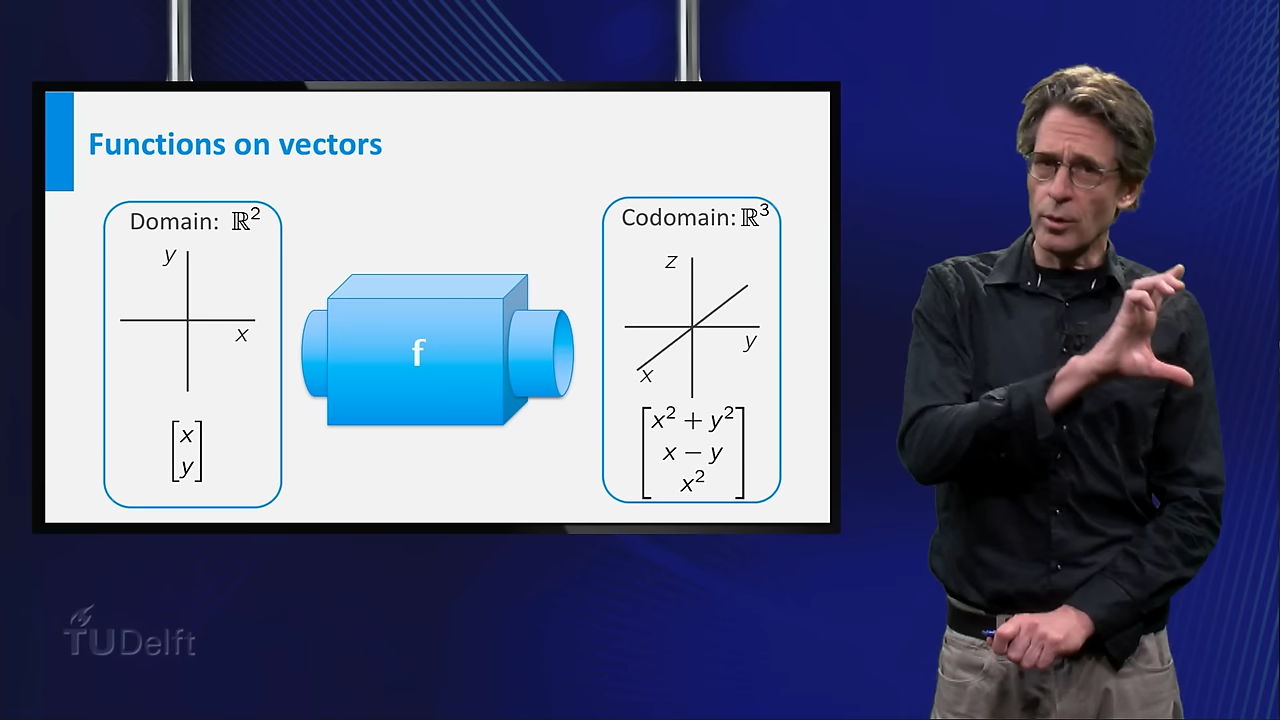 Functions on vectors
Domain: ℝ²
y
x
[x
y]
f
Codomain: ℝ³
z
y
x
[x² + y²
x − y
x²]
TUDelft